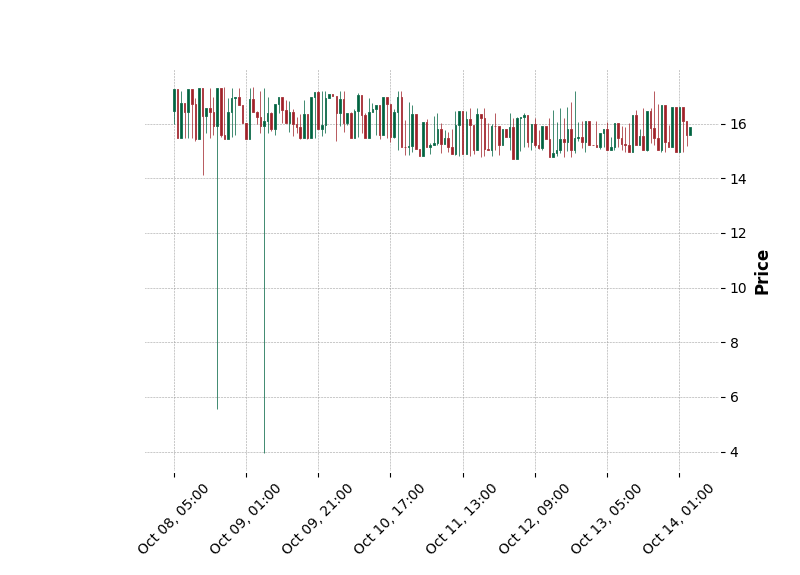 16
14
12
10
8
6
4
Price
Oct 08, 05:00
Oct 09, 01:00
Oct 09, 21:00
Oct 10, 17:00
Oct 11, 13:00
Oct 12, 09:00
Oct 13, 05:00
Oct 14, 01:00